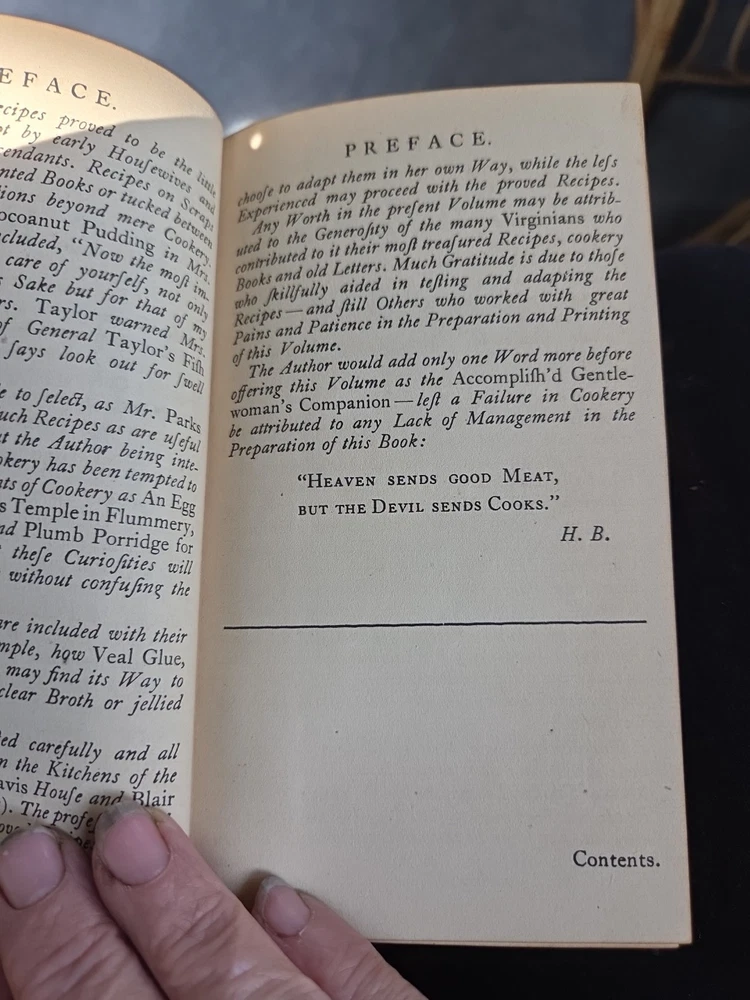 EFACE.
ecipes proved to be the little
t by early Houſewives and
cendants. Recipes on Scraps
nted Books or tucked between
ions beyond mere Cookery.
ocoanut Pudding in Mrs.
cluded, “Now the moſt im-
care of yourſelf, not only
Sake but for that of my
rs. Taylor warned Mrs.
of General Taylor's Fiſh
ſays look out for ſwell
e to ſelect, as Mr. Parks
uch Recipes as are uſeful
t the Author being inte-
okery has been tempted to
ts of Cookery as An Egg
s Temple in Flummery,
nd Plumb Porridge for
theſe Curioſities will
without confuſing the
re included with their
mple, how Veal Glue,
may find its Way to
clear Broth or jellied
ed carefully and all
n the Kitchens of the
avis Houſe and Blair
). The
PREFACE.
chooſe to adapt them in her own Way, while the leſs
Experienced may proceed with the proved Recipes.
Any Worth in the preſent Volume may be attrib-
uted to the Generoſity of the many Virginians who
contributed to it their moſt treaſured Recipes, cookery
Books and old Letters. Much Gratitude is due to thoſe
who ſkillfully aided in teſting and adapting the
Recipes—and ſtill Others who worked with great
Pains and Patience in the Preparation and Printing
of this Volume.
The Author would add only one Word more before
offering this Volume as the Accompliſh'd Gentle-
woman's Companion—leſt a Failure in Cookery
be attributed to any Lack of Management in the
Preparation of this Book:
“Heaven sends good Meat,
but the Devil sends Cooks.”
H. B.
Contents.